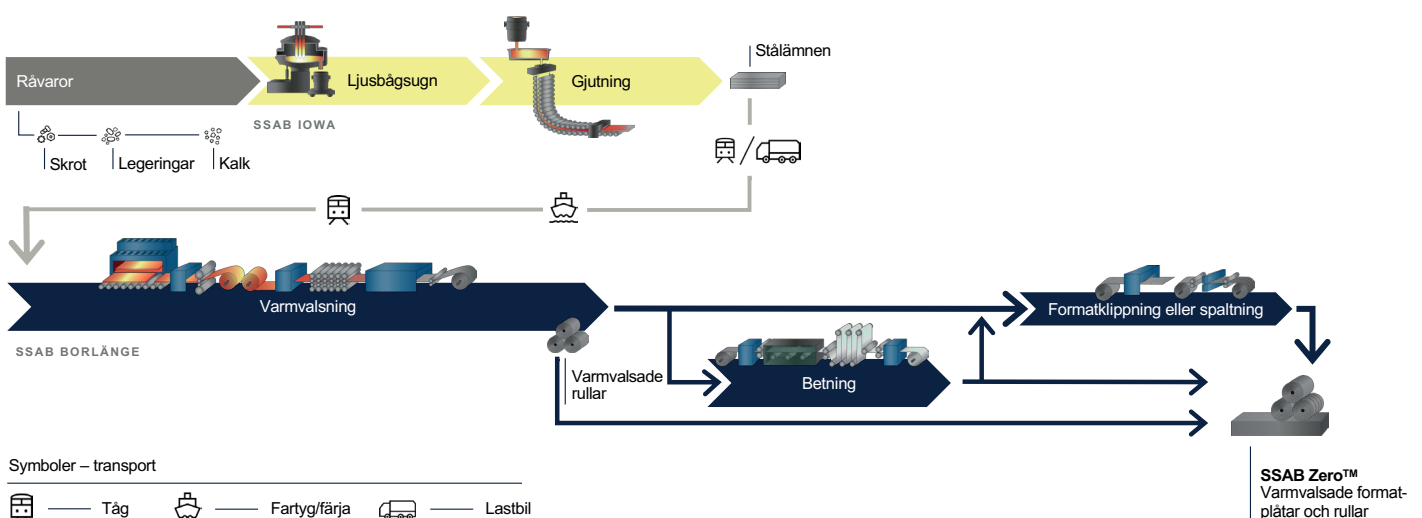 Råvaror
Ljusbågsugn
Gjutning
Stålämnen
SSAB IOWA
Skrot
Legeringar
Kalk
Varmvalsning
Formatklippning eller spaltning
SSAB BORLÄNGE
Varmvalsade
rullar
Betning
Symboler – transport
Tåg
Fartyg/färja
Lastbil
SSAB Zero™
Varmvalsade format-
plåtar och rullar